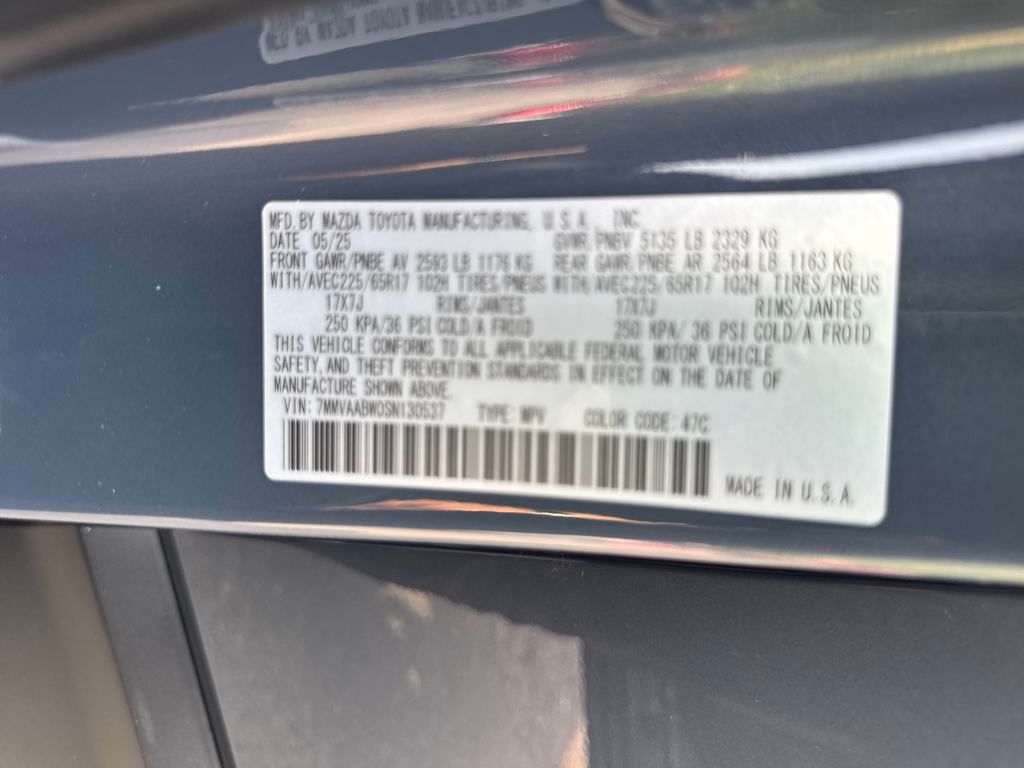 MFD. BY MAZDA TOYOTA MANUFACTURING, U.S.A., INC.
DATE 05/25 GVWR/PNBV 5135 LB 2329 KG
FRONT GAWR/PNBE AV 2593 LB 1176 KG REAR GAWR/PNBE AR 2564 LB 1163 KG
WITH/AVEC225/65R17 102H TIRES/PNEUS WITH/AVEC225/65R17 102H TIRES/PNEUS
17X7J RIMS/JANTES 17X7J RIMS/JANTES
250 KPA/36 PSI COLD/A FROID 250 KPA/ 36 PSI COLD/A FROID
THIS VEHICLE CONFORMS TO ALL APPLICABLE FEDERAL MOTOR VEHICLE
SAFETY, AND THEFT PREVENTION STANDARDS IN EFFECT ON THE DATE OF
MANUFACTURE SHOWN ABOVE.
VIN: 7MMVAABW0SN130537 TYPE: MPV COLOR CODE: 47C
MADE IN U.S.A.